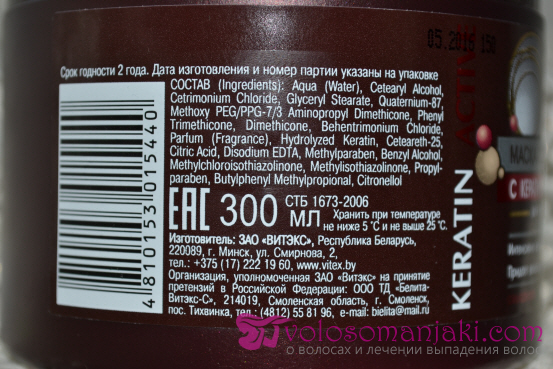 05.2016 150
Срок годности 2 года. Дата изготовления и номер партии указаны на упаковке
СОСТАВ (Ingredients): Aqua (Water), Cetearyl Alcohol,
Cetrimonium Chloride, Glyceryl Stearate, Quaternium-87,
Methoxy PEG/PPG-7/3 Aminopropyl Dimethicone, Phenyl
Trimethicone, Dimethicone, Behentrimonium Chloride,
Parfum (Fragrance), Hydrolyzed Keratin, Ceteareth-25,
Citric Acid, Disodium EDTA, Methylparaben, Benzyl Alcohol,
Methylchloroisothiazolinone, Methylisothiazolinone, Propyl-
paraben, Butylphenyl Methylpropional, Citronellol
4810153015440
EAC 300 МЛ
СТБ 1673-2006
Хранить при температуре
не ниже 5 °С и не выше 25 °С.
Изготовитель: ЗАО «ВИТЭКС», Республика Беларусь,
220089, г. Минск, ул. Смирнова, 2,
тел.: +375 (17) 222 19 60, www.vitex.by
Организация, уполномоченная ЗАО «Витэкс» на принятие
претензий в Российской Федерации: ООО ТД «Белита-
Витэкс-С», 214019, Смоленская область, г. Смоленск,
пос. Тихвинка, тел.: (4812) 55 81 96, e-mail: bielita@mail.ru
KERATIN
ACTIVE
МАСК
С КЕРА
volosomanjaki.com
о волосах и лечении выпадения волос